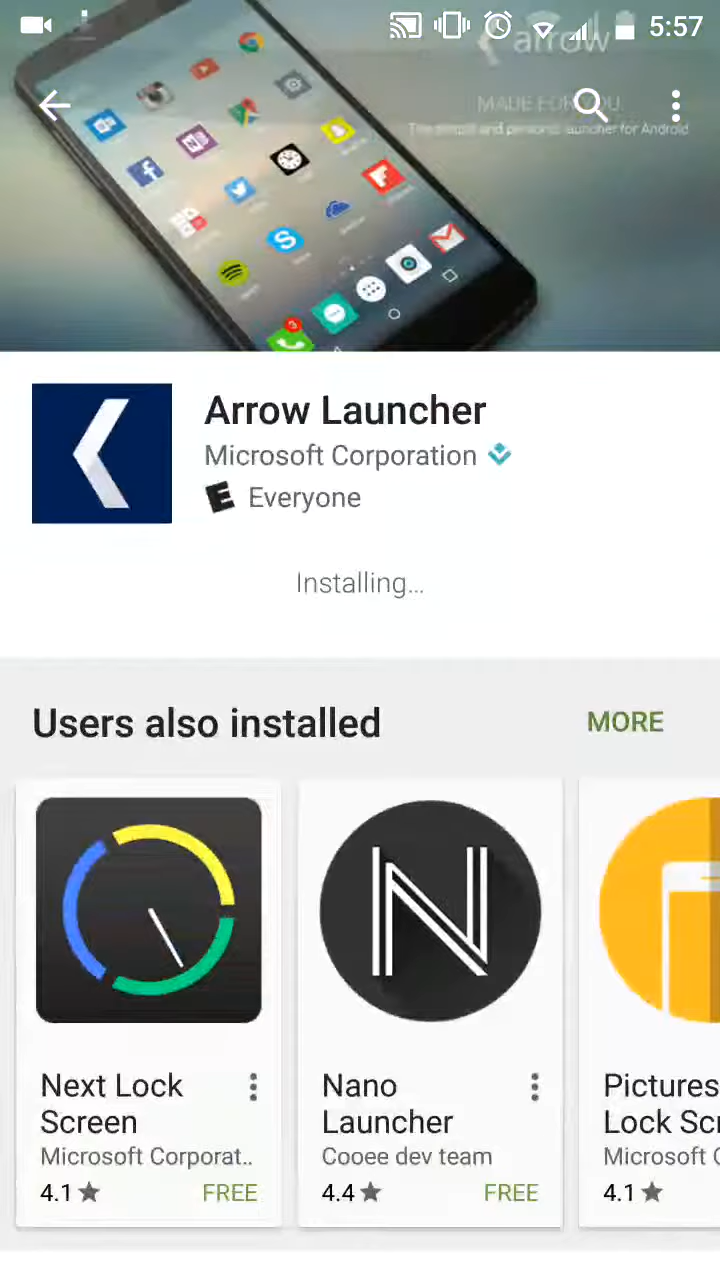 5:57
arrow
MADE FOR YOU
The simple and personal launcher for Android
Arrow Launcher
Microsoft Corporation
E Everyone
Installing...
Users also installed
MORE
Next Lock
Screen
Microsoft Corporat..
4.1
FREE
Nano
Launcher
Cooee dev team
4.4
FREE
Pictures
Lock Scr
Microsoft C
4.1